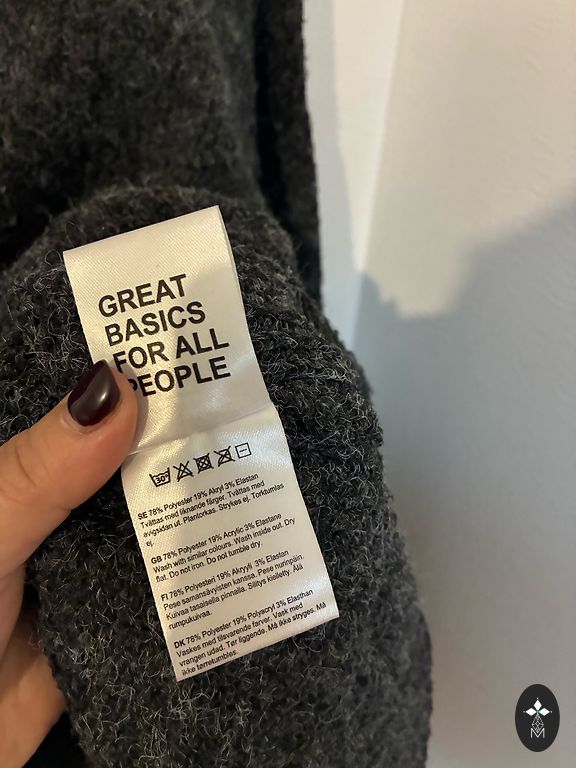 GREAT
BASICS
FOR ALL
PEOPLE
30°
SE 78% Polyester 19% Akryl 3% Elastan
Tvättas med liknande färger. Tvättas med
avigsidan ut. Plantorkas. Strykes ej. Torktumlas
ej.
GB 78% Polyester 19% Acrylic 3% Elastane
Wash with similar colours. Wash inside out. Dry
flat. Do not iron. Do not tumble dry.
FI 78% Polyesteri 19% Akryyli 3% Elastan
Pese samansävyisten kanssa. Pese nurinpäin.
Kuivaa tasaisella pinnalla. Silitys kielletty. Älä
rumpukuivaa.
DK 78% Polyester 19% Polyacryl 3% Elasthan
Vaskes med tilsvarende farver. Vask med
vrangen udad. Tør liggende. Må ikke stryges. Må
ikke tørretumbles.
M